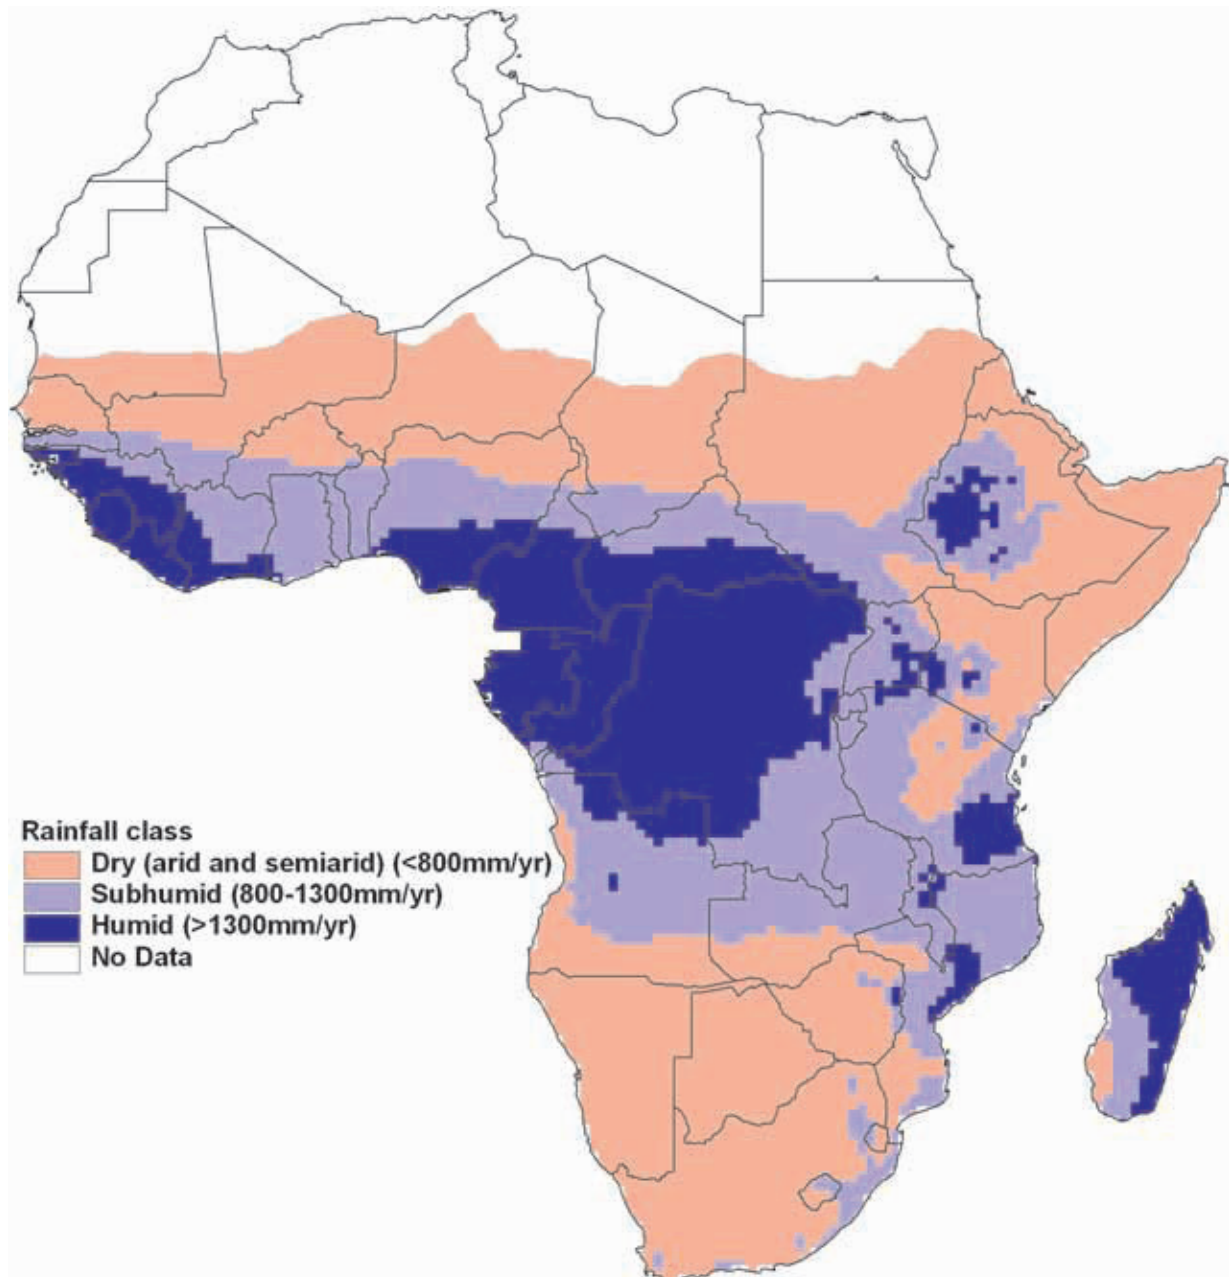 Rainfall class
Dry (arid and semiarid) (<800mm/yr)
Subhumid (800-1300mm/yr)
Humid (>1300mm/yr)
No Data